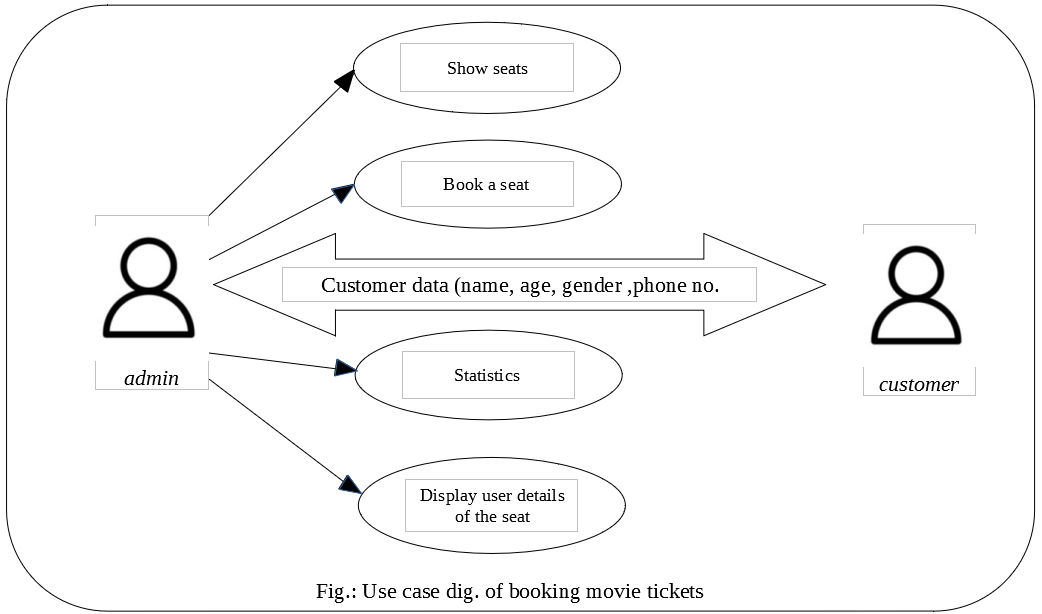 Show seats
Book a seat
Customer data (name, age, gender ,phone no.
admin
customer
Statistics
Display user details
of the seat
Fig.: Use case dig. of booking movie tickets